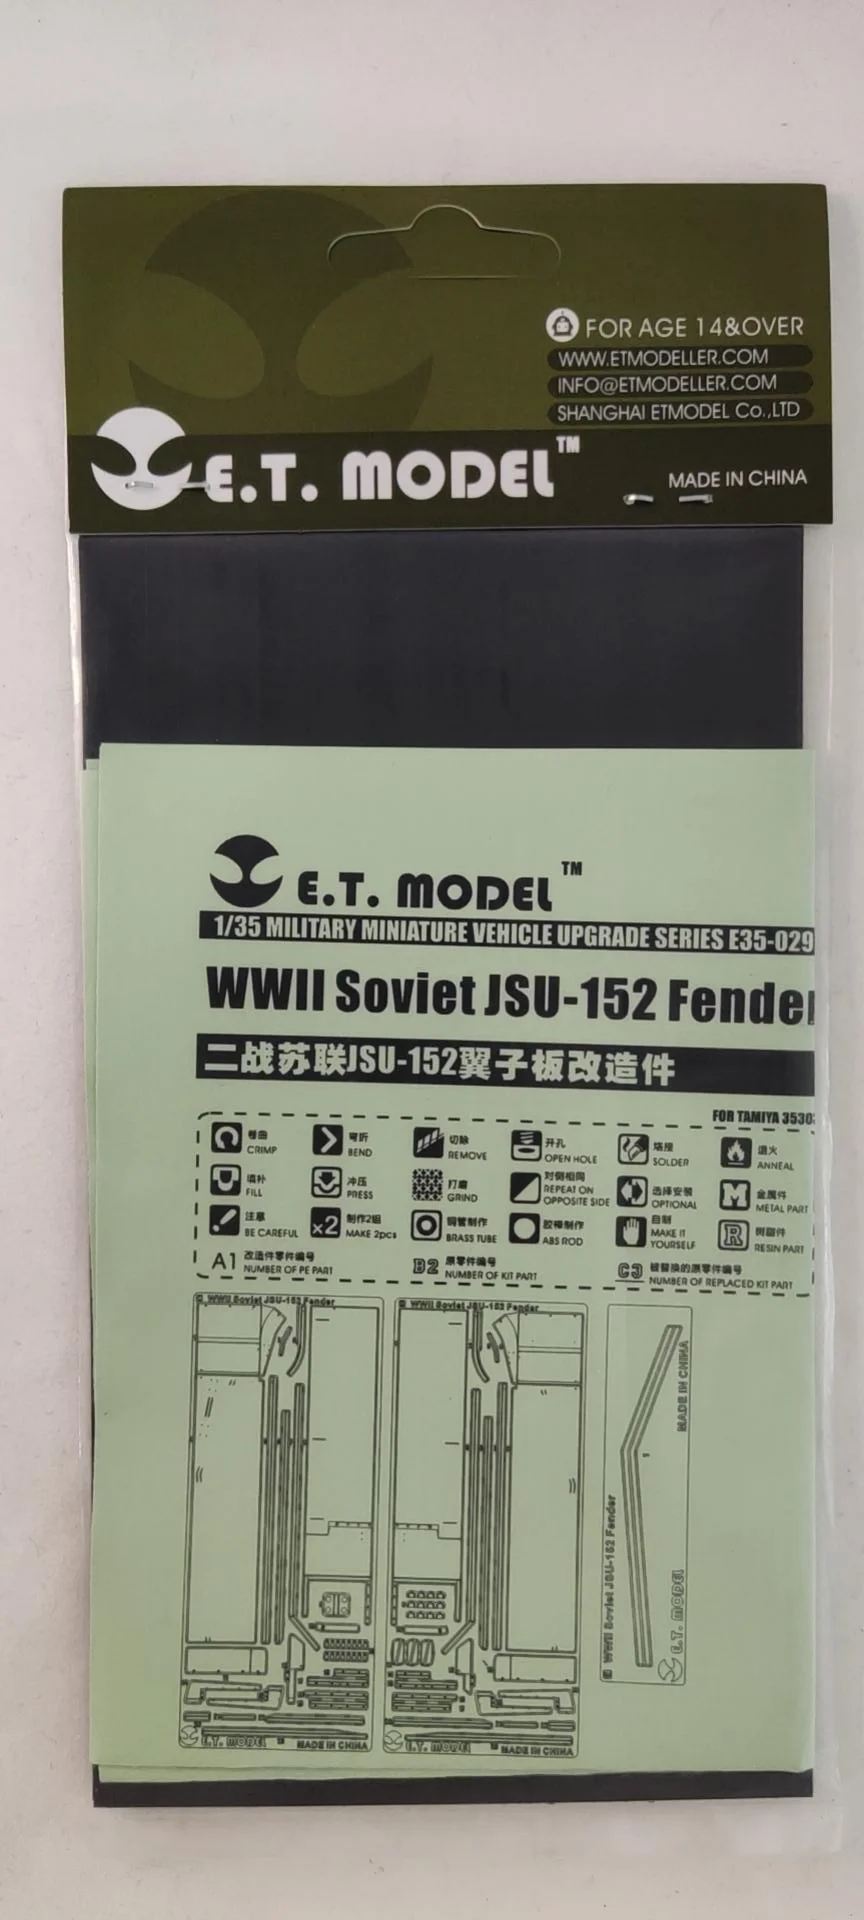 FOR AGE 14&OVER
WWW.ETMODELLER.COM
INFO@ETMODELLER.COM
SHANGHAI ETMODEL Co.,LTD
E.T. MODEL™
MADE IN CHINA
E.T. MODEL™
1/35 MILITARY MINIATURE VEHICLE UPGRADE SERIES E35-029
WWII Soviet JSU-152 Fender
二战苏联JSU-152翼子板改造件
FOR TAMIYA 35303
卷曲 CRIMP
弯折 BEND
切除 REMOVE
开孔 OPEN HOLE
焊接 SOLDER
退火 ANNEAL
填补 FILL
冲压 PRESS
打磨 GRIND
对侧相同 REPEAT ON OPPOSITE SIDE
选择安装 OPTIONAL
M 金属件 METAL PART
注意 BE CAREFUL
x2 制作2组 MAKE 2pcs
铜管制作 BRASS TUBE
胶棒制作 ABS ROD
自制 MAKE IT YOURSELF
R 树脂件 RESIN PART
A1 改造件零件编号 NUMBER OF PE PART
B2 原零件编号 NUMBER OF KIT PART
C3 被替换的原零件编号 NUMBER OF REPLACED KIT PART
© WWII Soviet JSU-152 Fender
© WWII Soviet JSU-152 Fender
MADE IN CHINA
© WWII Soviet JSU-152 Fender
E.T. MODEL
E.T. MODEL™ MADE IN CHINA
E.T. MODEL™ MADE IN CHINA